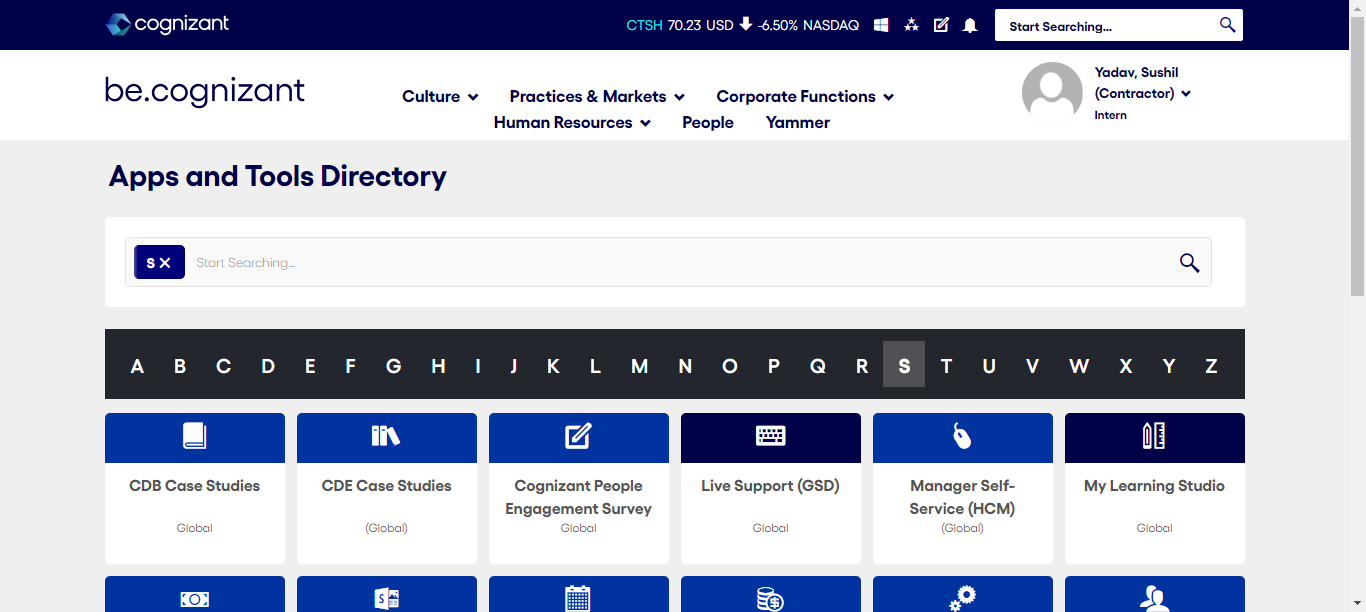 cognizant
CTSH 70.23 USD -6.50% NASDAQ
Start Searching...
be.cognizant
Culture Practices & Markets Corporate Functions
Human Resources People Yammer
Yadav, Sushil
(Contractor)
Intern
Apps and Tools Directory
S Start Searching...
A B C D E F G H I J K L M N O P Q R S T U V W X Y Z
CDB Case Studies
Global
CDE Case Studies
(Global)
Cognizant People
Engagement Survey
Global
Live Support (GSD)
Global
Manager Self-
Service (HCM)
(Global)
My Learning Studio
Global
S